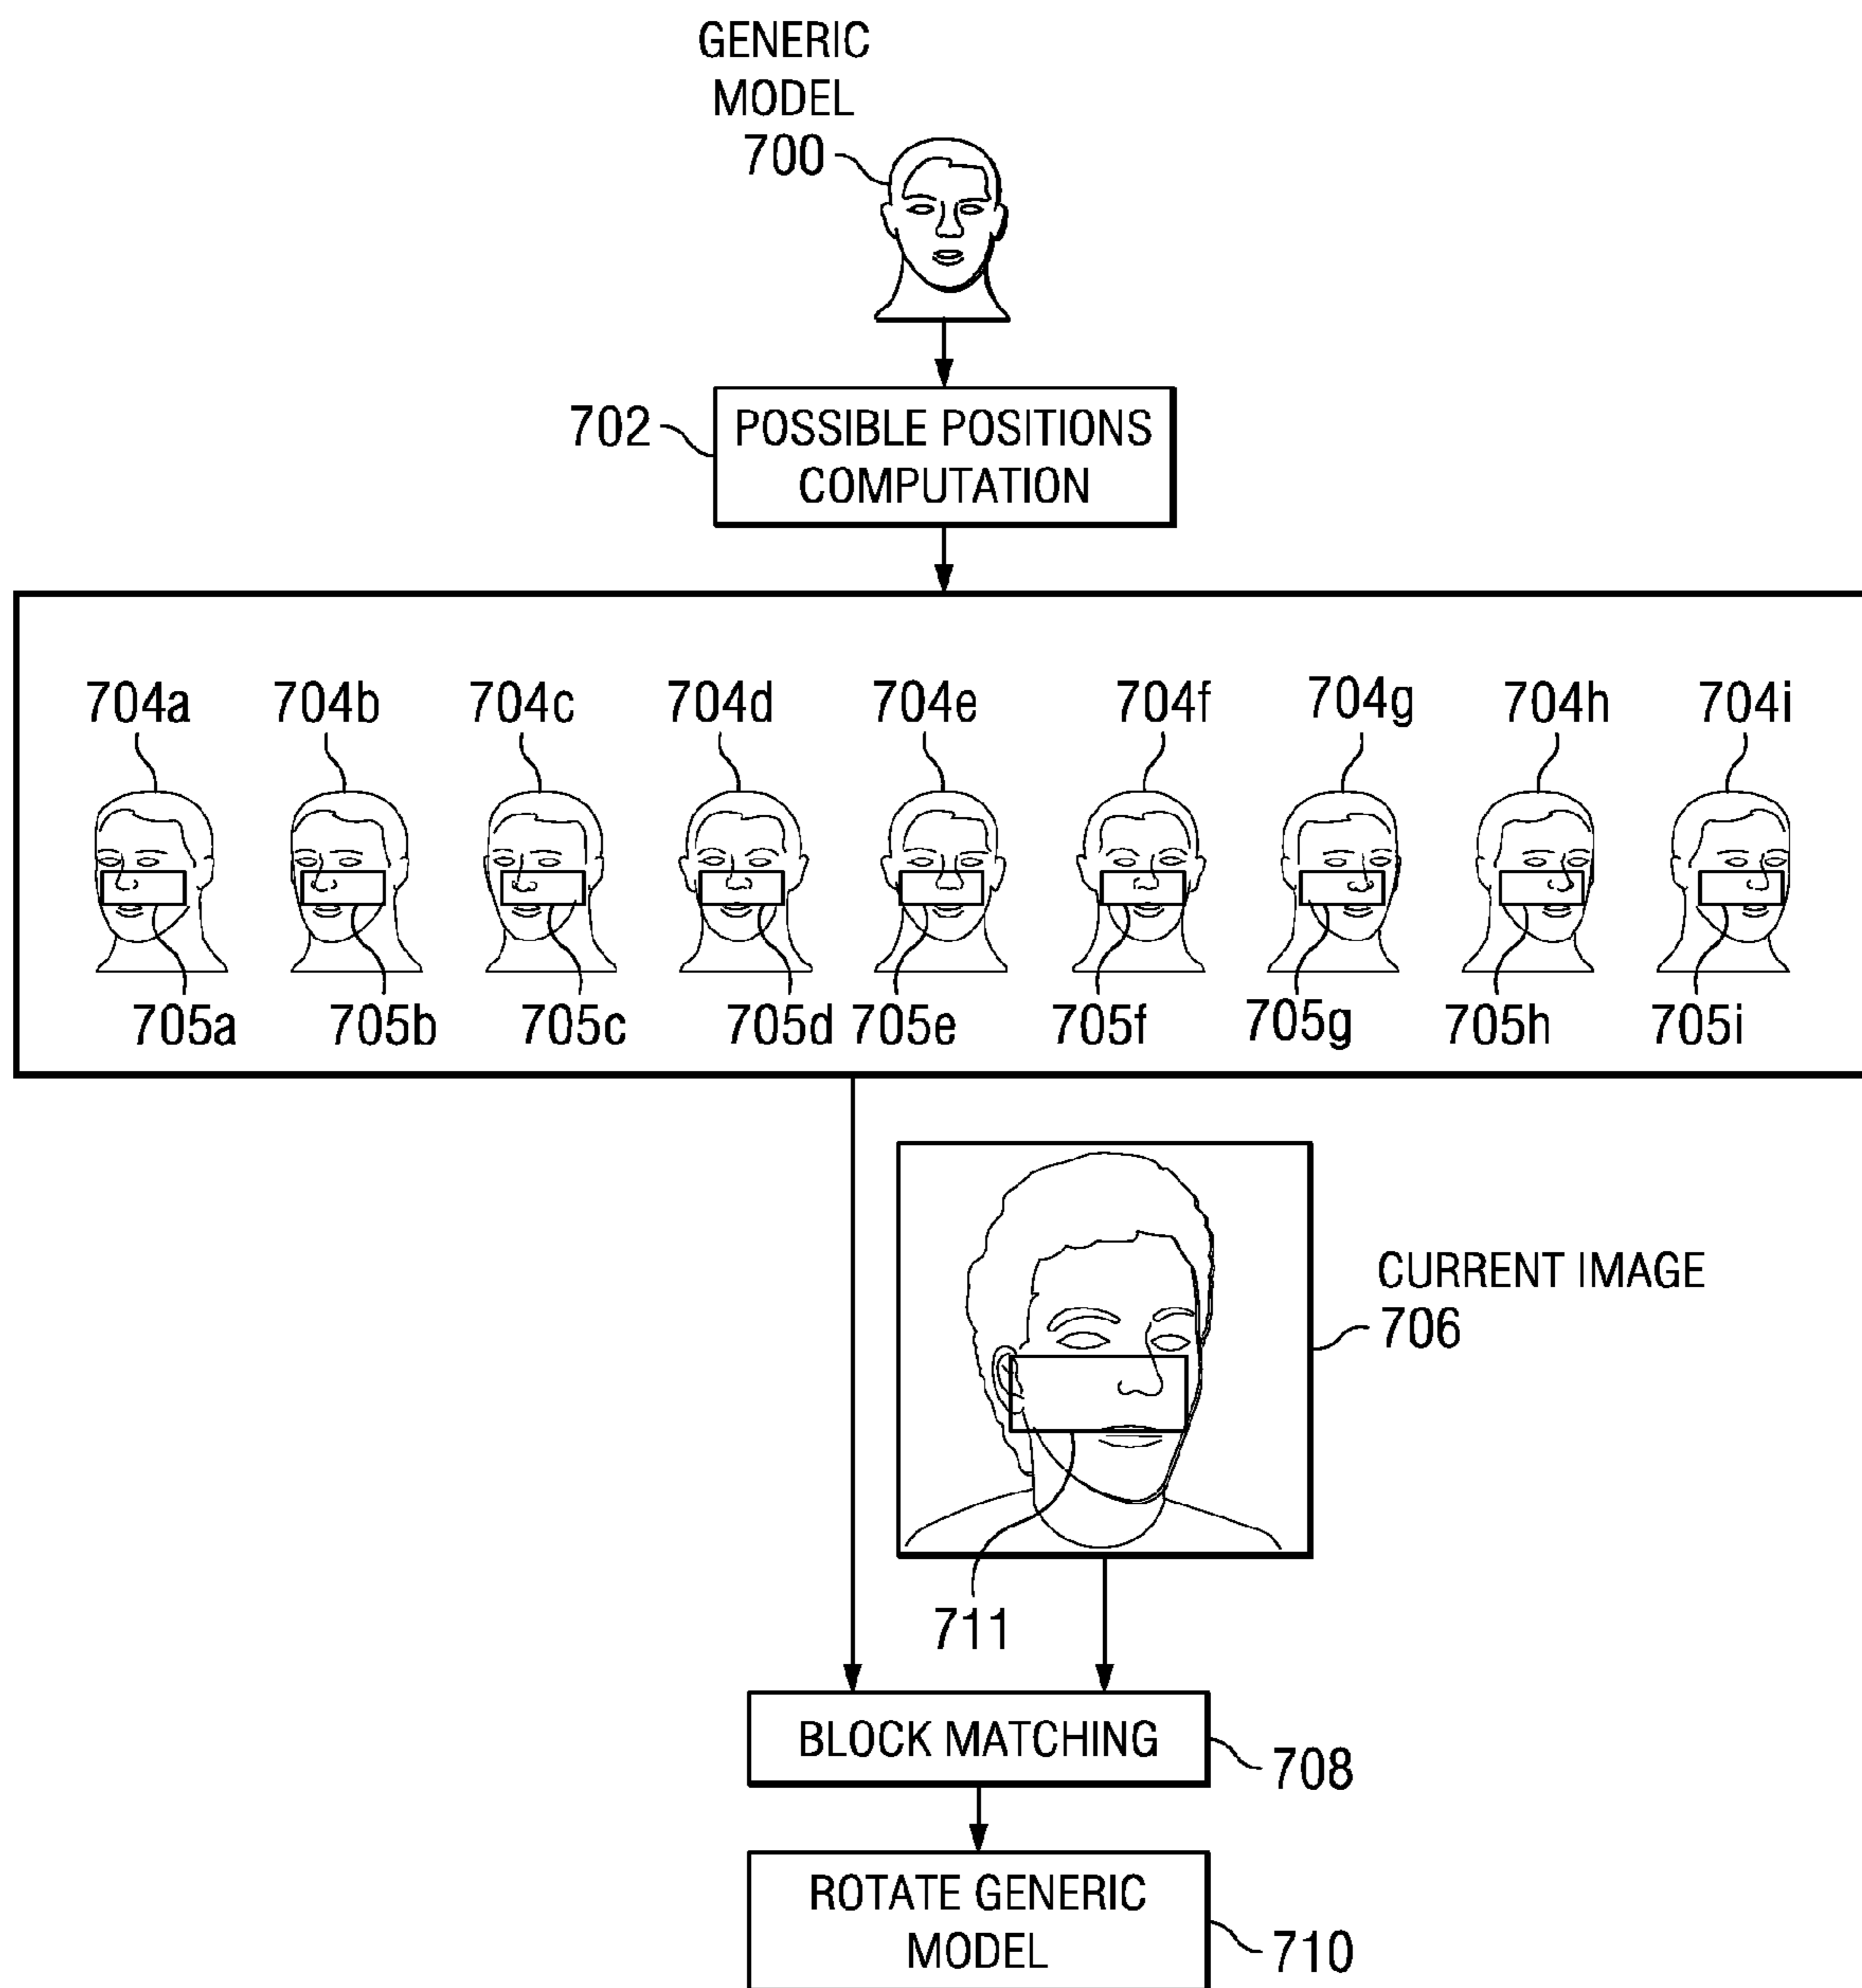 GENERIC
MODEL
700
702
POSSIBLE POSITIONS
COMPUTATION
704a 704b 704c 704d 704e 704f 704g 704h 704i
705a 705b 705c 705d 705e 705f 705g 705h 705i
CURRENT IMAGE
706
711
BLOCK MATCHING
708
ROTATE GENERIC
MODEL
710